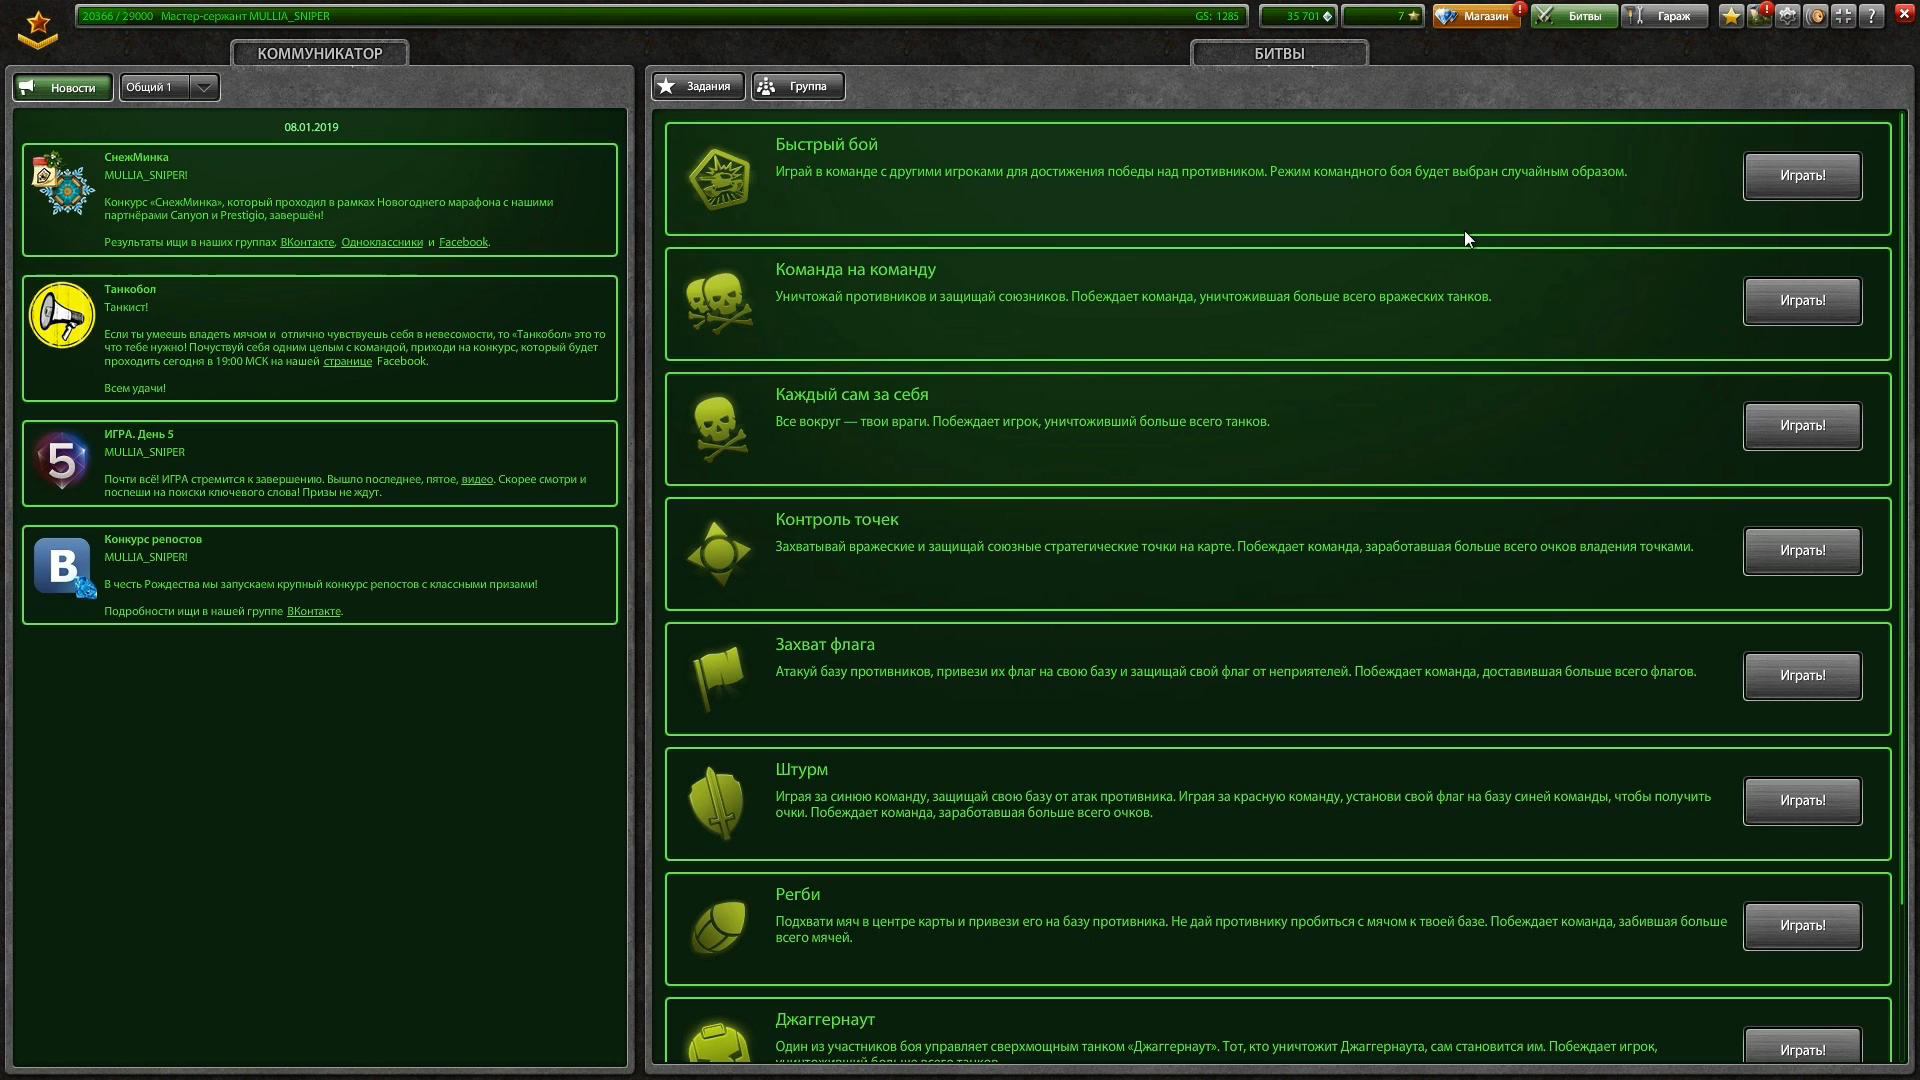 20366 / 29000 Мастер-сержант MULLIA_SNIPER
GS: 1285
35 701
7
Магазин
Битвы
Гараж
?
КОММУНИКАТОР
БИТВЫ
Новости
Общий 1
Задания
Группа
08.01.2019
СнежМинка
MULLIA_SNIPER!
Конкурс «СнежМинка», который проходил в рамках Новогоднего марафона с нашими
партнёрами Canyon и Prestigio, завершён!
Результаты ищи в наших группах ВКонтакте, Одноклассники и Facebook.
Танкобол
Танкист!
Если ты умеешь владеть мячом и отлично чувствуешь себя в невесомости, то «Танкобол» это то
что тебе нужно! Почуствуй себя одним целым с командой, приходи на конкурс, который будет
проходить сегодня в 19:00 МСК на нашей странице Facebook.
Всем удачи!
5
ИГРА. День 5
MULLIA_SNIPER
Почти всё! ИГРА стремится к завершению. Вышло последнее, пятое, видео. Скорее смотри и
поспеши на поиски ключевого слова! Призы не ждут.
В
Конкурс репостов
MULLIA_SNIPER!
В честь Рождества мы запускаем крупный конкурс репостов с классными призами!
Подробности ищи в нашей группе ВКонтакте.
Быстрый бой
Играй в команде с другими игроками для достижения победы над противником. Режим командного боя будет выбран случайным образом.
Играть!
Команда на команду
Уничтожай противников и защищай союзников. Побеждает команда, уничтожившая больше всего вражеских танков.
Играть!
Каждый сам за себя
Все вокруг — твои враги. Побеждает игрок, уничтоживший больше всего танков.
Играть!
Контроль точек
Захватывай вражеские и защищай союзные стратегические точки на карте. Побеждает команда, заработавшая больше всего очков владения точками.
Играть!
Захват флага
Атакуй базу противников, привези их флаг на свою базу и защищай свой флаг от неприятелей. Побеждает команда, доставившая больше всего флагов.
Играть!
Штурм
Играя за синюю команду, защищай свою базу от атак противника. Играя за красную команду, установи свой флаг на базу синей команды, чтобы получить
очки. Побеждает команда, заработавшая больше всего очков.
Играть!
Регби
Подхвати мяч в центре карты и привези его на базу противника. Не дай противнику пробиться с мячом к твоей базе. Побеждает команда, забившая больше
всего мячей.
Играть!
Джаггернаут
Один из участников боя управляет сверхмощным танком «Джаггернаут». Тот, кто уничтожит Джаггернаута, сам становится им. Побеждает игрок,
уничтоживший больше всего танков.
Играть!